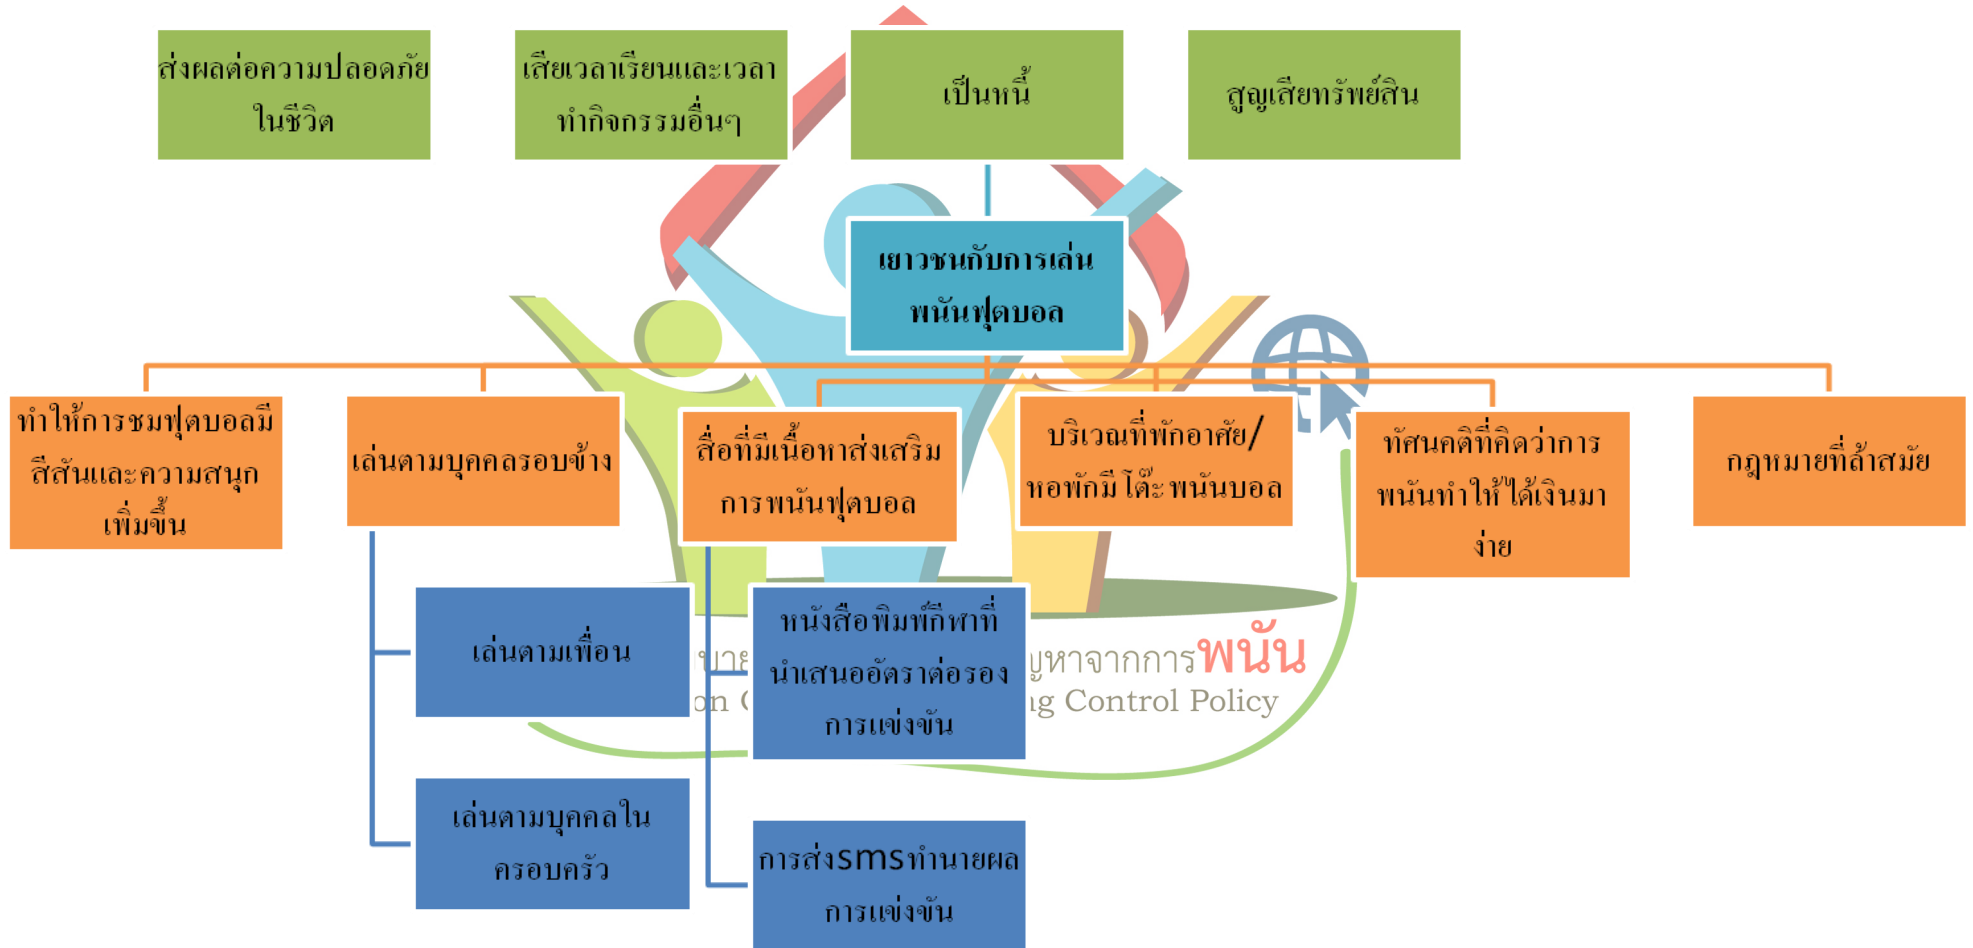 ส่งผลต่อความปลอดภัย
ในชีวิต
เสียเวลาเรียนและเวลา
ทำกิจกรรมอื่นๆ
เป็นหนี้
สูญเสียทรัพย์สิน
เยาวชนกับการเล่น
พนันฟุตบอล
ทำให้การชมฟุตบอลมี
สีสันและความสนุก
เพิ่มขึ้น
เล่นตามบุคคลรอบข้าง
สื่อที่มีเนื้อหาส่งเสริม
การพนันฟุตบอล
บริเวณที่พักอาศัย/
หอพักมีโต๊ะพนันบอล
ทัศนคติที่คิดว่าการ
พนันทำให้ได้เงินมา
ง่าย
กฎหมายที่ล้าสมัย
เล่นตามเพื่อน
เล่นตามบุคคลใน
ครอบครัว
หนังสือพิมพ์กีฬาที่
นำเสนออัตราต่อรอง
การแข่งขัน
การส่งsmsทำนายผล
การแข่งขัน
จากการพนัน
Control Policy